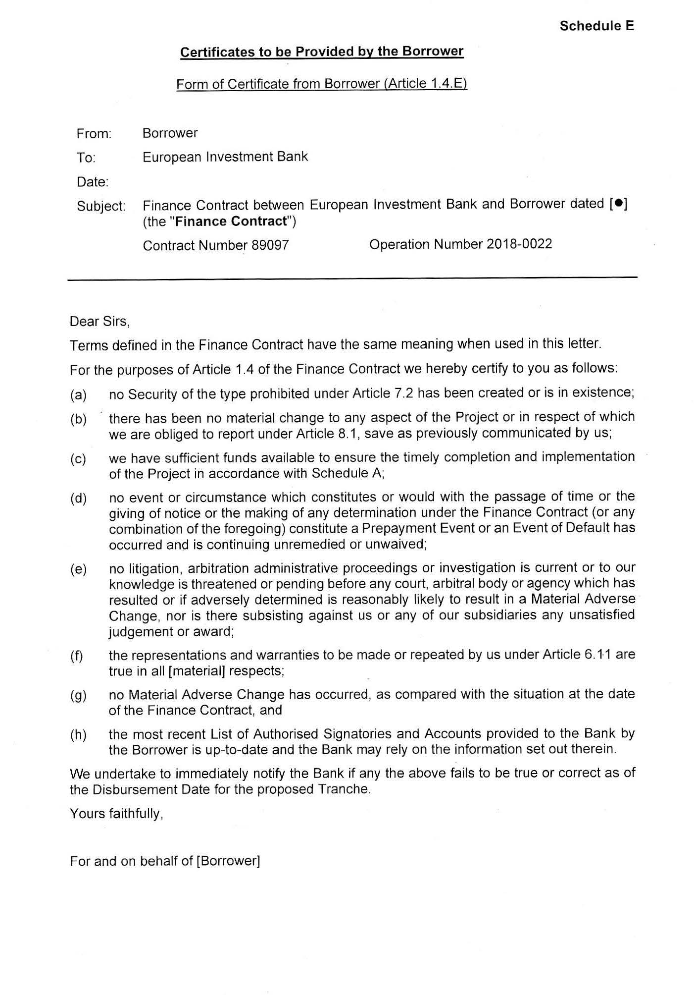 Schedule E
Certificates to be Provided by the Borrower
Form of Certificate from Borrower (Article 1.4.E)
From: Borrower
To: European Investment Bank
Date:
Subject: Finance Contract between European Investment Bank and Borrower dated [●]
(the "Finance Contract")
Contract Number 89097 Operation Number 2018-0022
Dear Sirs,
Terms defined in the Finance Contract have the same meaning when used in this letter.
For the purposes of Article 1.4 of the Finance Contract we hereby certify to you as follows:
(a) no Security of the type prohibited under Article 7.2 has been created or is in existence;
(b) there has been no material change to any aspect of the Project or in respect of which
we are obliged to report under Article 8.1, save as previously communicated by us;
(c) we have sufficient funds available to ensure the timely completion and implementation
of the Project in accordance with Schedule A;
(d) no event or circumstance which constitutes or would with the passage of time or the
giving of notice or the making of any determination under the Finance Contract (or any
combination of the foregoing) constitute a Prepayment Event or an Event of Default has
occurred and is continuing unremedied or unwaived;
(e) no litigation, arbitration administrative proceedings or investigation is current or to our
knowledge is threatened or pending before any court, arbitral body or agency which has
resulted or if adversely determined is reasonably likely to result in a Material Adverse
Change, nor is there subsisting against us or any of our subsidiaries any unsatisfied
judgement or award;
(f) the representations and warranties to be made or repeated by us under Article 6.11 are
true in all [material] respects;
(g) no Material Adverse Change has occurred, as compared with the situation at the date
of the Finance Contract, and
(h) the most recent List of Authorised Signatories and Accounts provided to the Bank by
the Borrower is up-to-date and the Bank may rely on the information set out therein.
We undertake to immediately notify the Bank if any the above fails to be true or correct as of
the Disbursement Date for the proposed Tranche.
Yours faithfully,
For and on behalf of [Borrower]